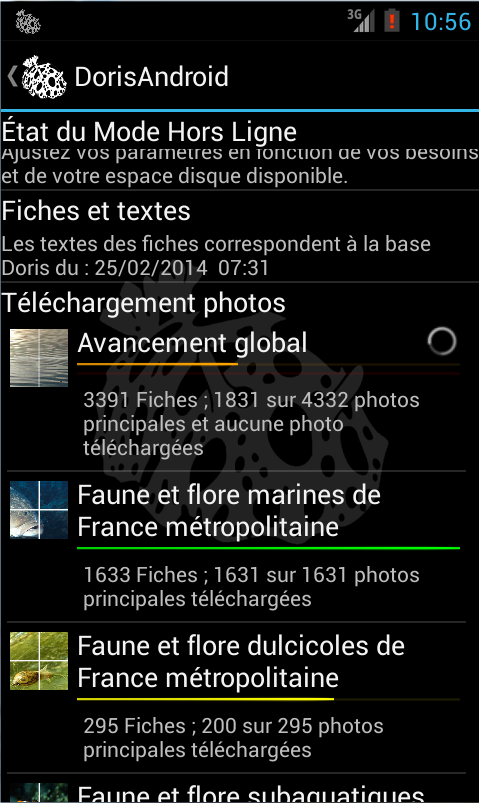 3G 10:56
DorisAndroid
État du Mode Hors Ligne
Ajustez vos paramètres en fonction de vos besoins
et de votre espace disque disponible.
Fiches et textes
Les textes des fiches correspondent à la base
Doris du : 25/02/2014 07:31
Téléchargement photos
Avancement global
3391 Fiches ; 1831 sur 4332 photos
principales et aucune photo
téléchargées
Faune et flore marines de
France métropolitaine
1633 Fiches ; 1631 sur 1631 photos
principales téléchargées
Faune et flore dulcicoles de
France métropolitaine
295 Fiches ; 200 sur 295 photos
principales téléchargées
Faune et flore subaquatiques